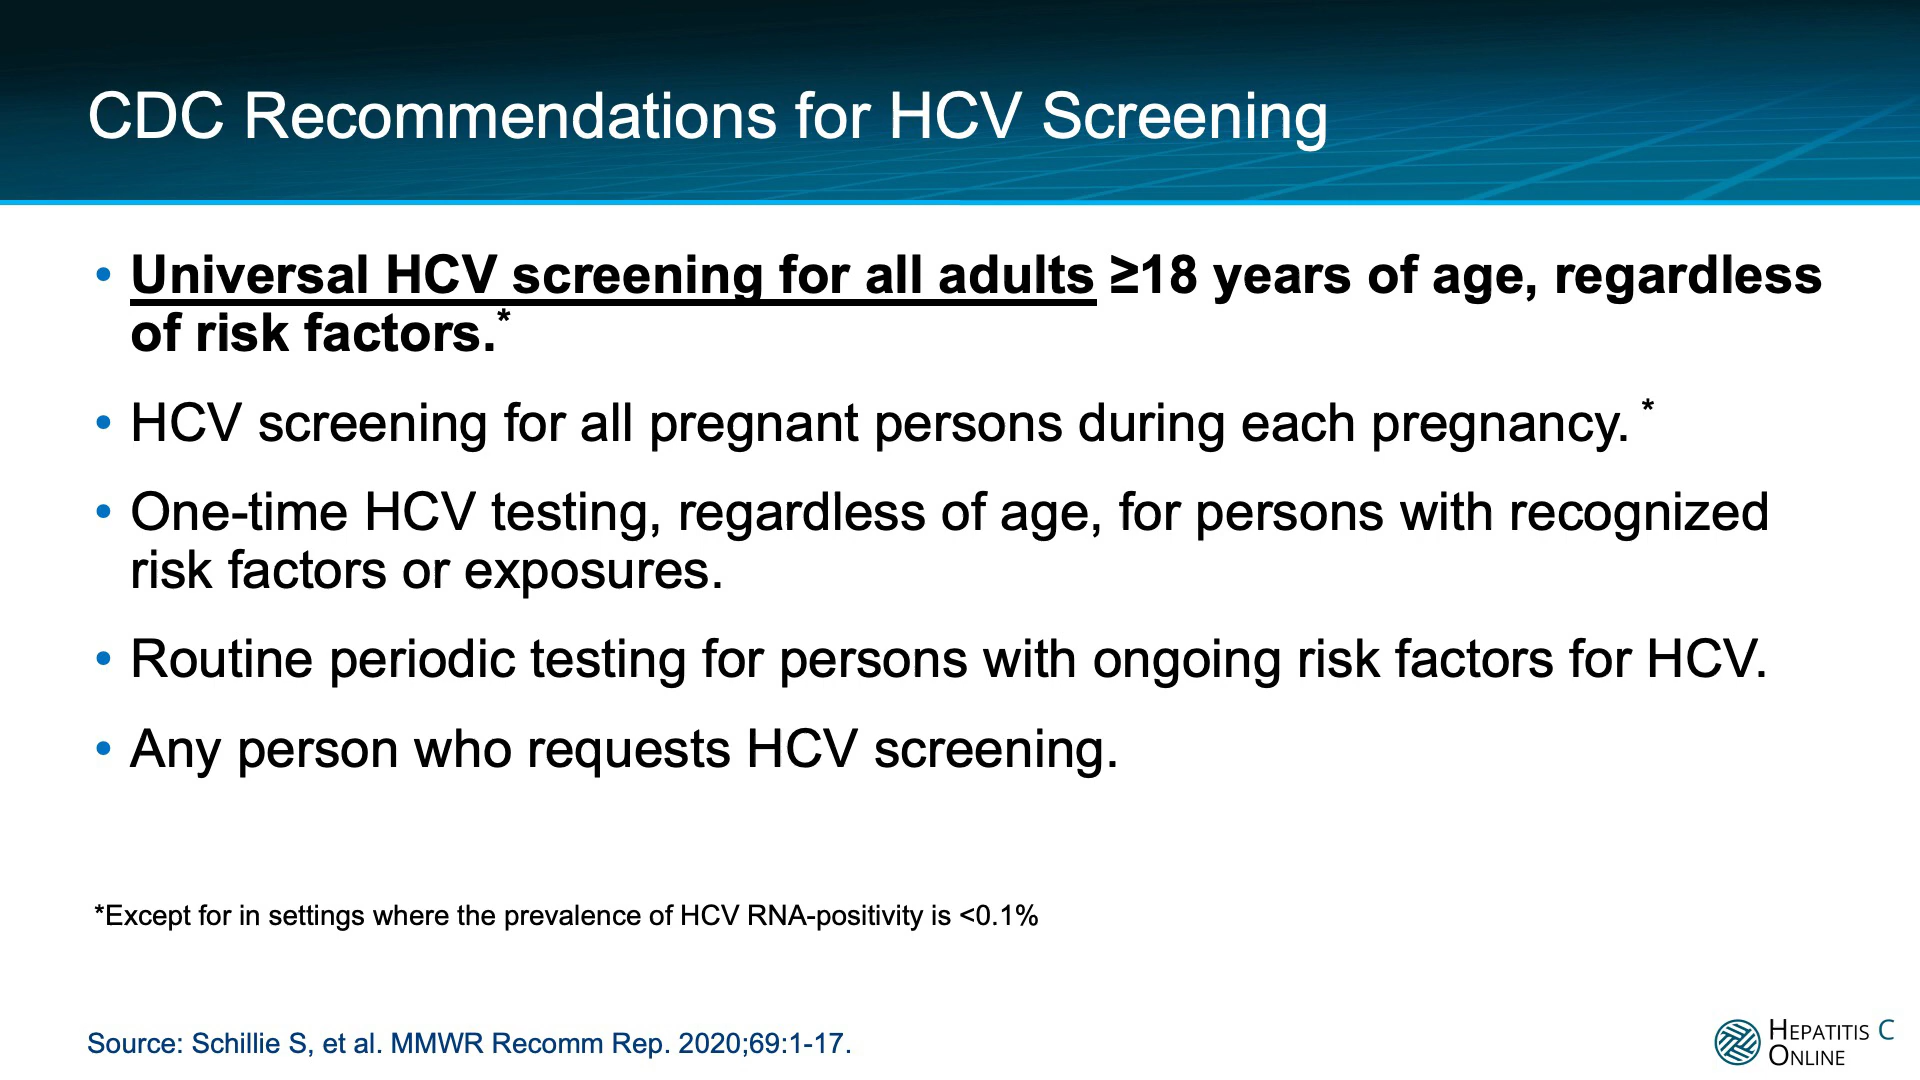 CDC Recommendations for HCV Screening
• Universal HCV screening for all adults ≥18 years of age, regardless
of risk factors.*
• HCV screening for all pregnant persons during each pregnancy. *
• One-time HCV testing, regardless of age, for persons with recognized
risk factors or exposures.
• Routine periodic testing for persons with ongoing risk factors for HCV.
• Any person who requests HCV screening.
*Except for in settings where the prevalence of HCV RNA-positivity is <0.1%
Source: Schillie S, et al. MMWR Recomm Rep. 2020;69:1-17.
HEPATITIS C
ONLINE